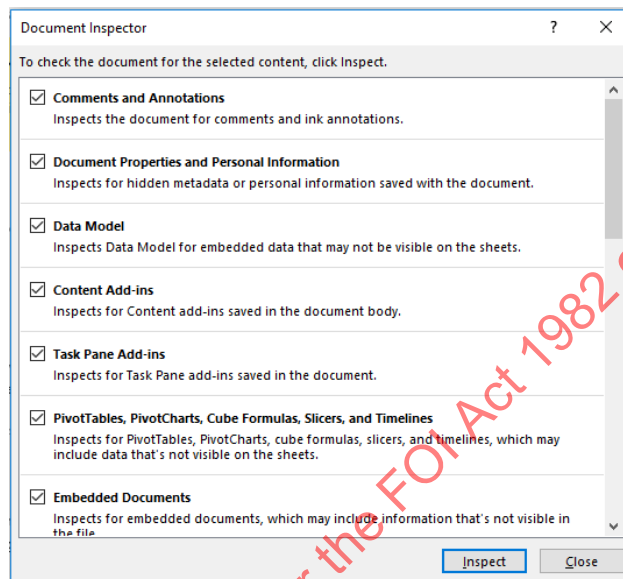 Document Inspector
To check the document for the selected content, click Inspect.
Comments and Annotations
Inspects the document for comments and ink annotations.
Document Properties and Personal Information
Inspects for hidden metadata or personal information saved with the document.
Data Model
Inspects Data Model for embedded data that may not be visible on the sheets.
Content Add-ins
Inspects for Content add-ins saved in the document body.
Task Pane Add-ins
Inspects for Task Pane add-ins saved in the document.
PivotTables, PivotCharts, Cube Formulas, Slicers, and Timelines
Inspects for PivotTables, PivotCharts, cube formulas, slicers, and timelines, which may
include data that's not visible on the sheets.
Embedded Documents
Inspects for embedded documents, which may include information that's not visible in
the file.
Inspect Close
the FOI Act 1982